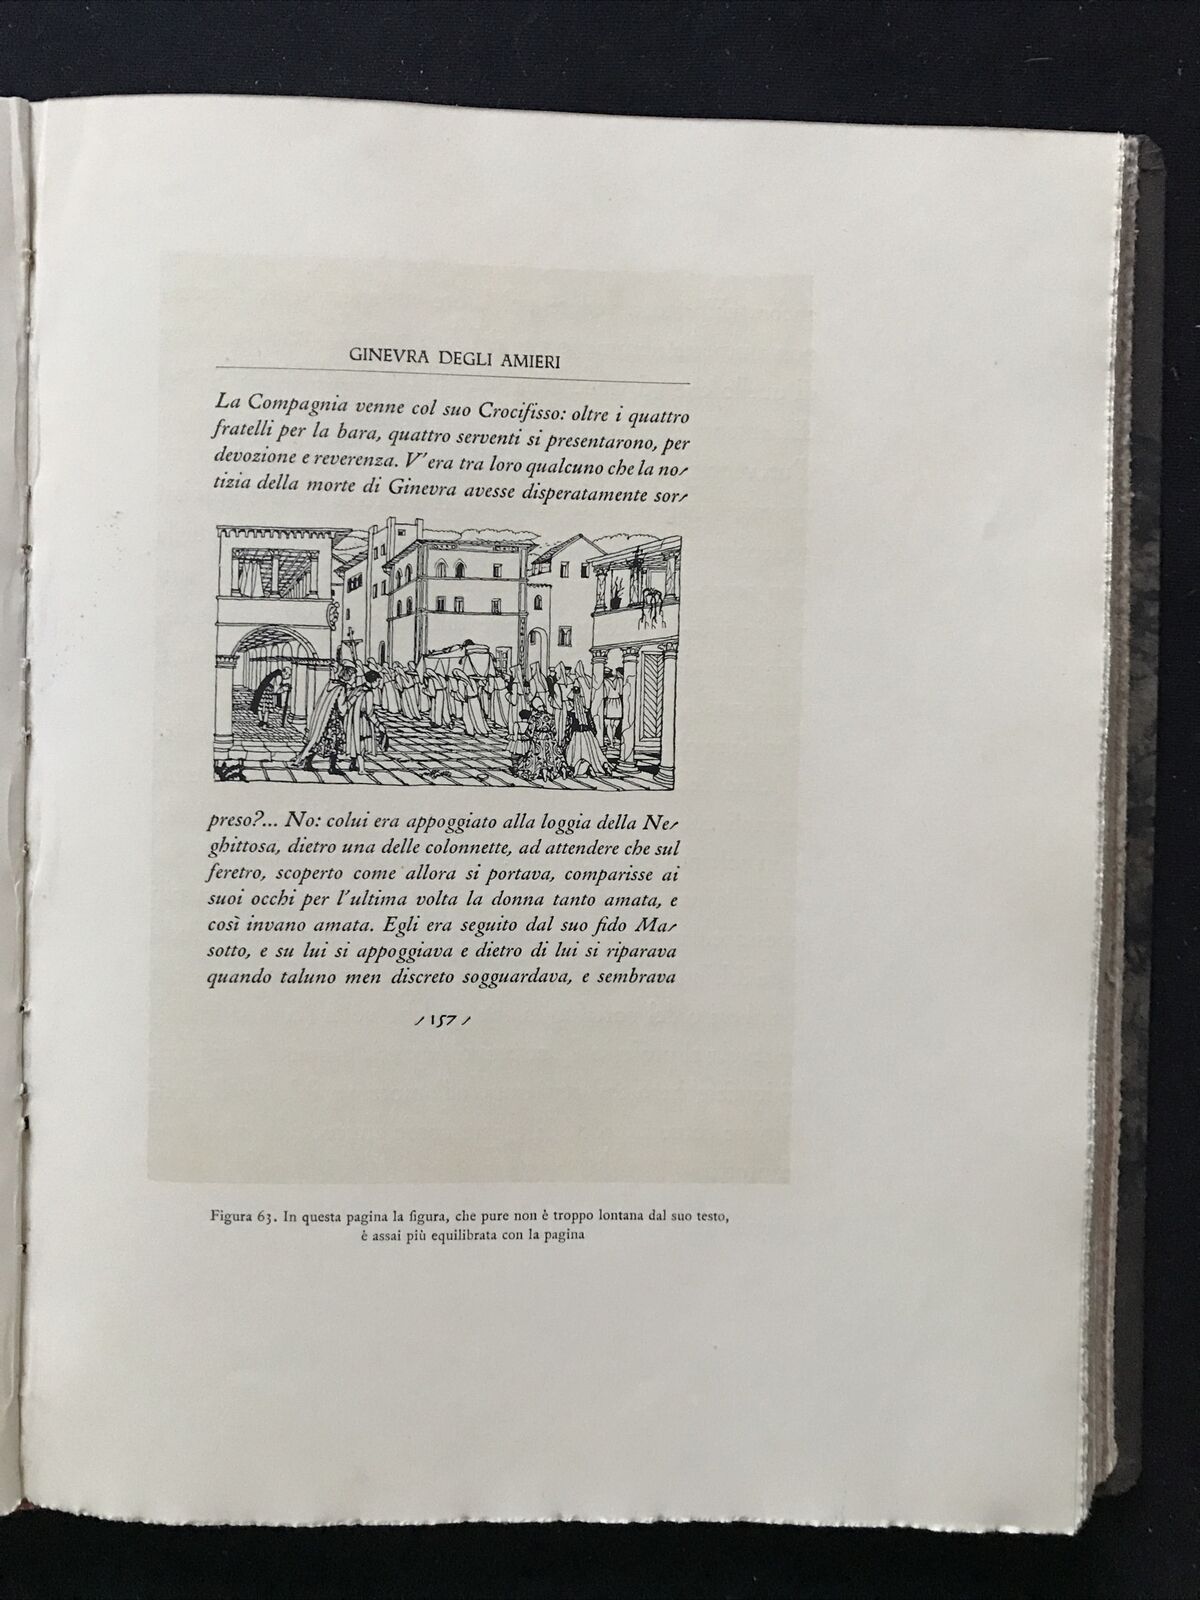 GINEVRA DEGLI AMIERI
La Compagnia venne col suo Crocifisso: oltre i quattro
fratelli per la bara, quattro serventi si presentarono, per
devozione e reverenza. V'era tra loro qualcuno che la no-
tizia della morte di Ginevra avesse disperatamente sor-
preso?... No: colui era appoggiato alla loggia della Ne-
ghittosa, dietro una delle colonnette, ad attendere che sul
feretro, scoperto come allora si portava, comparisse ai
suoi occhi per l'ultima volta la donna tanto amata, e
così invano amata. Egli era seguito dal suo fido Ma-
sotto, e su lui si appoggiava e dietro di lui si riparava
quando taluno men discreto sogguardava, e sembrava
- 157 -
Figura 63. In questa pagina la figura, che pure non è troppo lontana dal suo testo,
è assai più equilibrata con la pagina